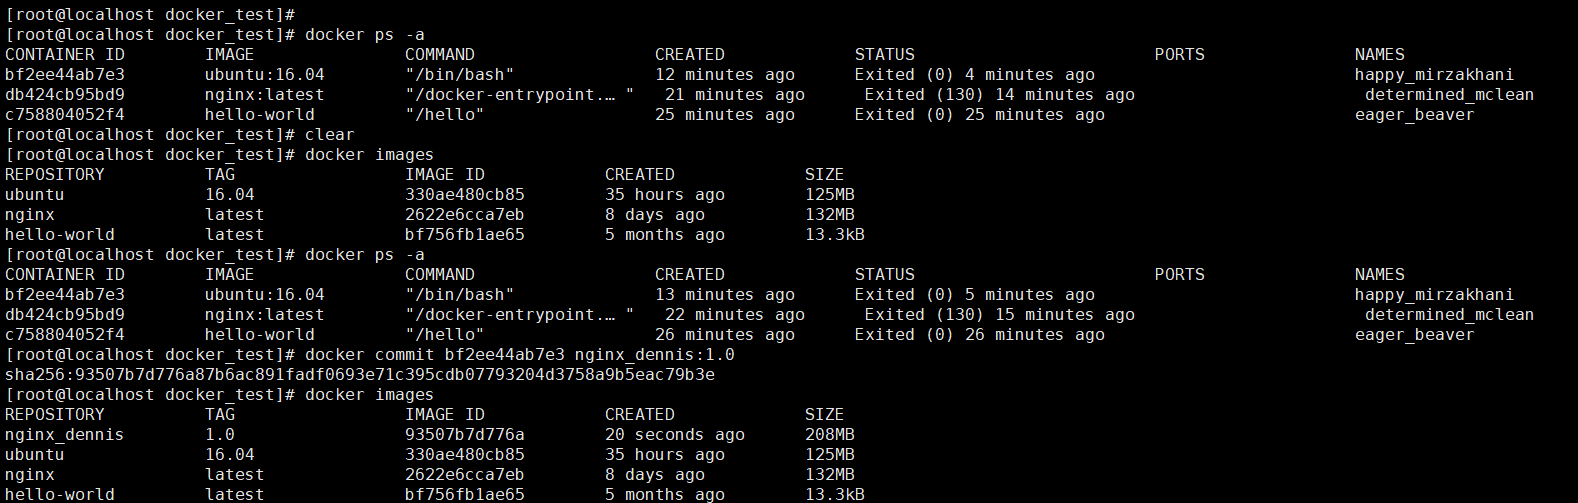 [root@localhost docker_test]#
[root@localhost docker_test]# docker ps -a
CONTAINER ID        IMAGE               COMMAND                  CREATED             STATUS                        PORTS               NAMES
bf2ee44ab7e3        ubuntu:16.04        "/bin/bash"              12 minutes ago      Exited (0) 4 minutes ago                          happy_mirzakhani
db424cb95bd9        nginx:latest        "/docker-entrypoint.… "   21 minutes ago      Exited (130) 14 minutes ago                       determined_mclean
c758804052f4        hello-world         "/hello"                 25 minutes ago      Exited (0) 25 minutes ago                         eager_beaver
[root@localhost docker_test]# clear
[root@localhost docker_test]# docker images
REPOSITORY          TAG                 IMAGE ID            CREATED             SIZE
ubuntu              16.04               330ae480cb85        35 hours ago        125MB
nginx               latest              2622e6cca7eb        8 days ago          132MB
hello-world         latest              bf756fb1ae65        5 months ago        13.3kB
[root@localhost docker_test]# docker ps -a
CONTAINER ID        IMAGE               COMMAND                  CREATED             STATUS                        PORTS               NAMES
bf2ee44ab7e3        ubuntu:16.04        "/bin/bash"              13 minutes ago      Exited (0) 5 minutes ago                          happy_mirzakhani
db424cb95bd9        nginx:latest        "/docker-entrypoint.… "   22 minutes ago      Exited (130) 15 minutes ago                       determined_mclean
c758804052f4        hello-world         "/hello"                 26 minutes ago      Exited (0) 26 minutes ago                         eager_beaver
[root@localhost docker_test]# docker commit bf2ee44ab7e3 nginx_dennis:1.0
sha256:93507b7d776a87b6ac891fadf0693e71c395cdb07793204d3758a9b5eac79b3e
[root@localhost docker_test]# docker images
REPOSITORY          TAG                 IMAGE ID            CREATED             SIZE
nginx_dennis        1.0                 93507b7d776a        20 seconds ago      208MB
ubuntu              16.04               330ae480cb85        35 hours ago        125MB
nginx               latest              2622e6cca7eb        8 days ago          132MB
hello-world         latest              bf756fb1ae65        5 months ago        13.3kB